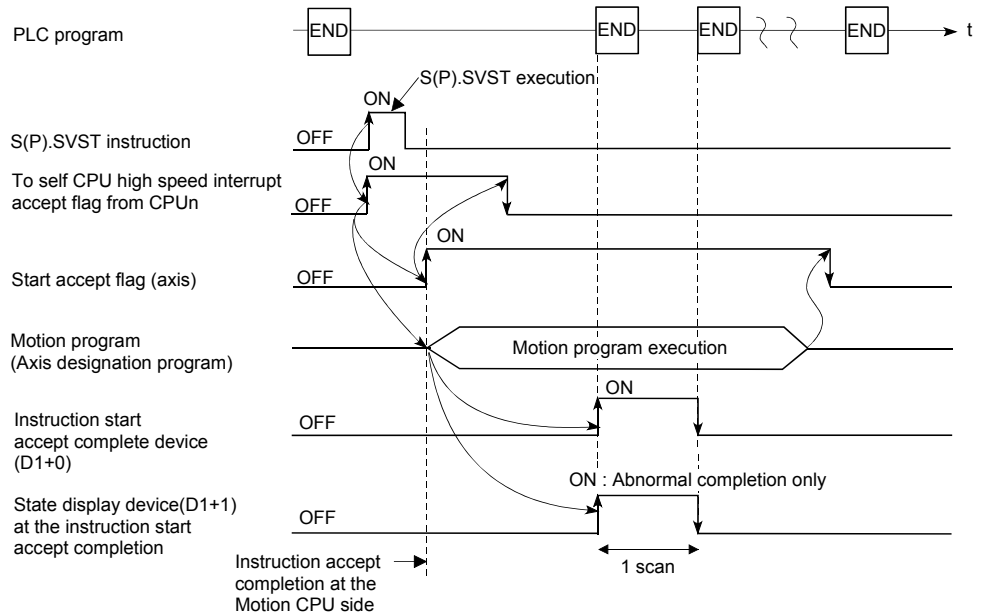 PLC program
END
END
END
END
t
S(P).SVST execution
ON
S(P).SVST instruction
OFF
ON
To self CPU high speed interrupt
accept flag from CPUn
OFF
ON
Start accept flag (axis)
OFF
Motion program
(Axis designation program)
Motion program execution
ON
Instruction start
accept complete device
(D1+0)
OFF
ON : Abnormal completion only
State display device(D1+1)
at the instruction start
accept completion
OFF
Instruction accept
completion at the
Motion CPU side
1 scan